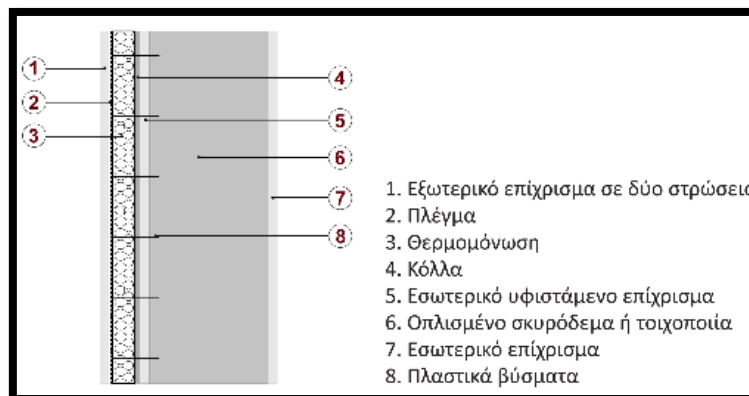 1
2
3
4
5
6
7
8
1. Εξωτερικό επίχρισμα σε δύο στρώσεις
2. Πλέγμα
3. Θερμομόνωση
4. Κόλλα
5. Εσωτερικό υφιστάμενο επίχρισμα
6. Οπλισμένο σκυρόδεμα ή τοιχοποιία
7. Εσωτερικό επίχρισμα
8. Πλαστικά βύσματα